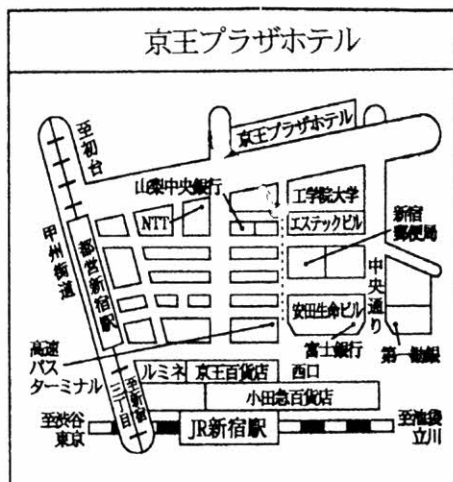 京王プラザホテル
至初台
京王プラザホテル
山梨中央銀行
工学院大学
NTT
エステックビル
新宿
郵便局
甲州街道
都営新宿駅
中央通り
安田生命ビル
高速
バス
ターミナル
富士銀行
第一勧銀
ルミネ
京王百貨店
西口
至新宿
三丁目
小田急百貨店
至渋谷
東京
JR新宿駅
至池袋
立川